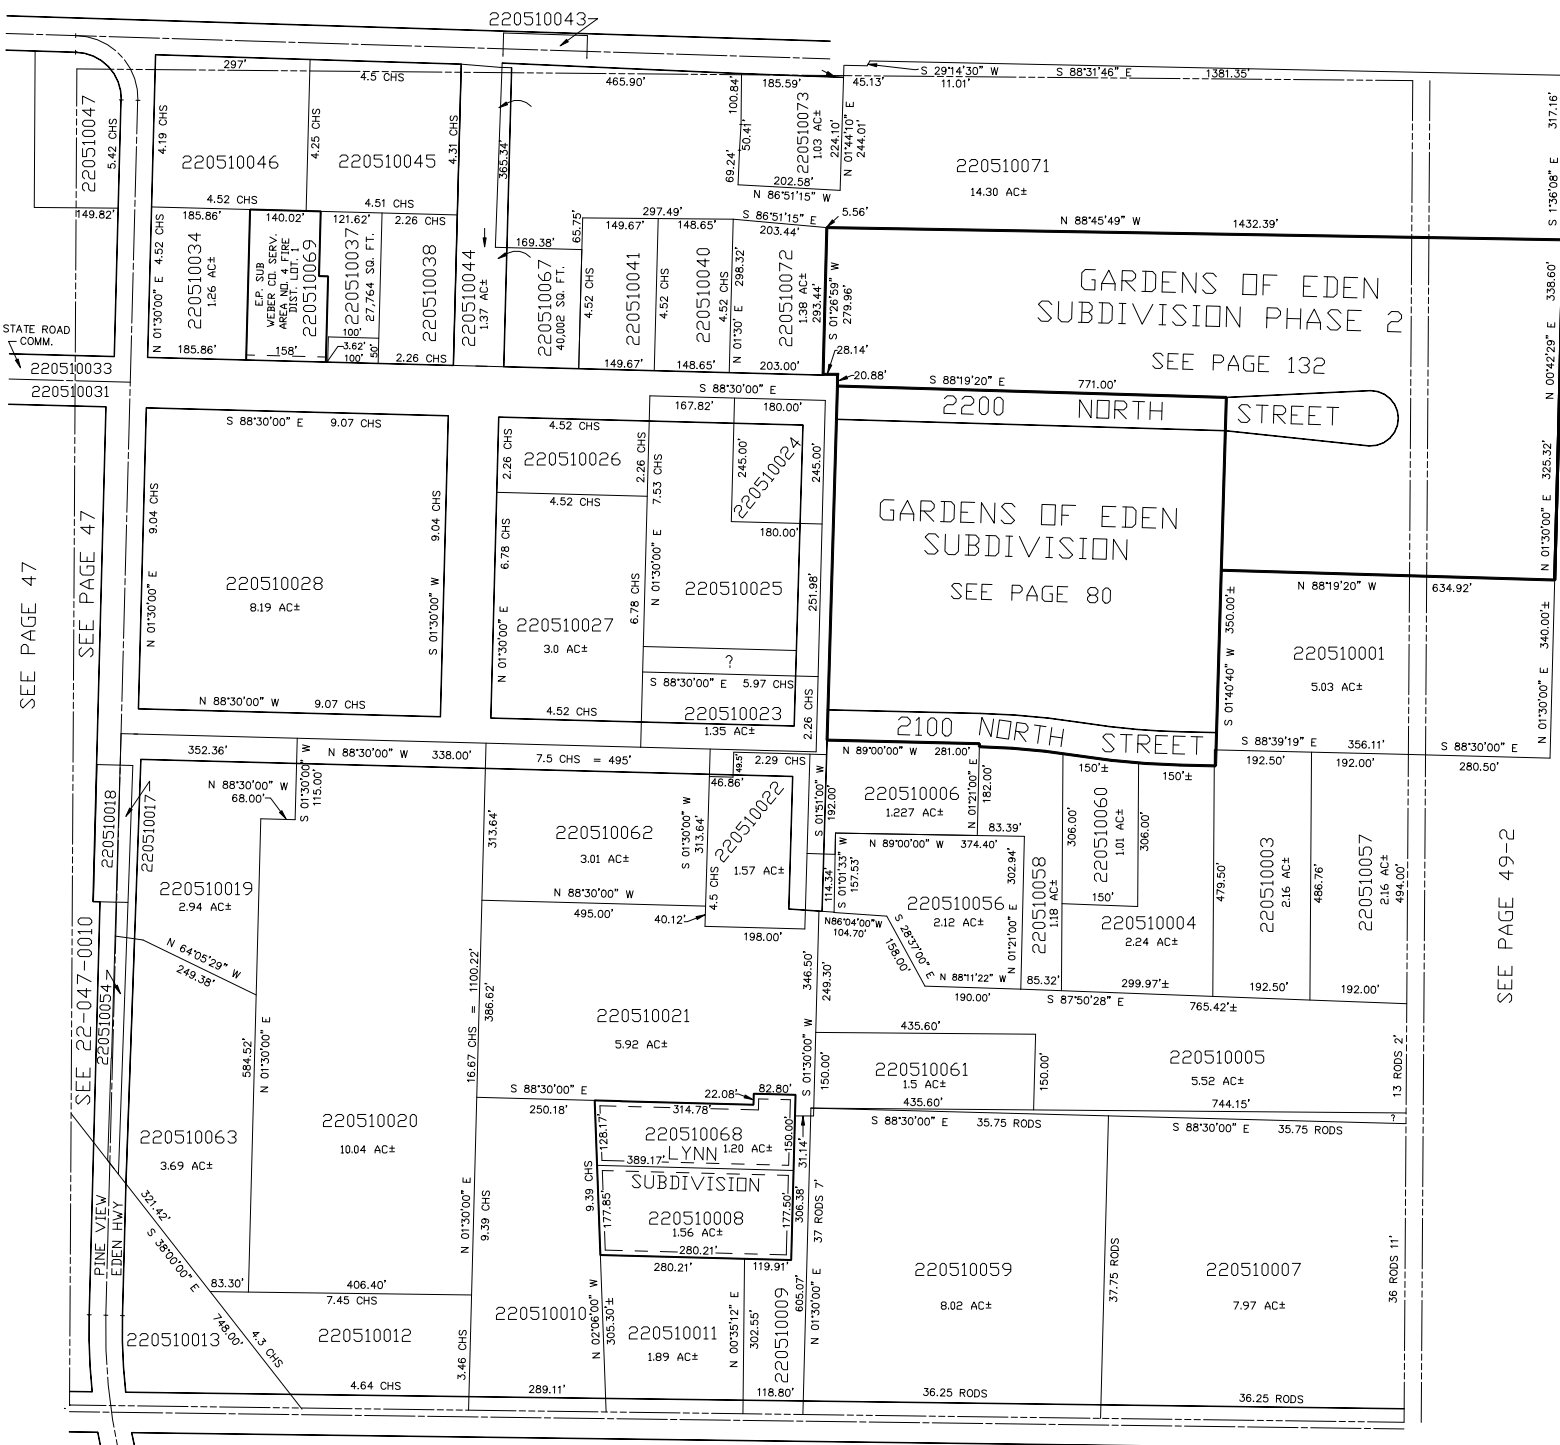 220510043
297'
4.5 CHS
465.90'
185.59'
45.13'
S 29°14'30" W
11.01'
S 88°31'46" E
1381.35'
317.16'
S 1°36'08" E
220510047
5.42 CHS
149.82'
4.19 CHS
220510046
4.25 CHS
220510045
4.31 CHS
365.34'
100.84'
50.41'
69.24'
220510073
1.03 AC±
224.10'
N 01°44'10" E
244.01'
202.58'
N 86°51'15" W
220510071
14.30 AC±
4.52 CHS
4.51 CHS
N 88°45'49" W
1432.39'
N 01°30'00" E 4.52 CHS
185.86'
220510034
1.26 AC±
185.86'
140.02'
E.P. SUB
WEBER CO. SERV.
AREA NO. 4 FIRE
DIST. LOT. 1
220510069
158'
121.62'
220510037
27,764 SQ. FT.
100'
3.62'
100'
50'
2.26 CHS
220510038
2.26 CHS
220510044
1.37 AC±
169.38'
65.75'
220510067
40,002 SQ. FT.
297.49'
149.67'
148.65'
4.52 CHS
220510041
4.52 CHS
220510040
4.52 CHS
149.67'
148.65'
S 86°51'15" E
5.56'
203.44'
N 01°30' E 298.32'
220510072
1.38 AC±
293.44'
203.00'
S 01°26'59" W
279.96'
28.14'
20.88'
GARDENS OF EDEN
SUBDIVISION PHASE 2
SEE PAGE 132
338.60'
N 00°42'29" E
325.32'
N 01°30'00" E
STATE ROAD
COMM.
220510033
220510031
S 88°30'00" E
S 88°19'20" E
771.00'
2200 NORTH STREET
S 88°30'00" E 9.07 CHS
N 01°30'00" E 9.04 CHS
220510028
8.19 AC±
S 01°30'00" W 9.04 CHS
N 88°30'00" W 9.07 CHS
4.52 CHS
2.26 CHS
220510026
2.26 CHS
4.52 CHS
6.78 CHS
N 01°30'00" E
220510027
3.0 AC±
6.78 CHS
4.52 CHS
167.82'
180.00'
7.53 CHS
N 01°30'00" E
245.00'
220510024
245.00'
180.00'
220510025
251.98'
?
S 88°30'00" E 5.97 CHS
220510023
1.35 AC±
2.26 CHS
GARDENS OF EDEN
SUBDIVISION
SEE PAGE 80
2100 NORTH STREET
SEE PAGE 47
SEE PAGE 47
N 88°19'20" W
634.92'
S 01°40'40" W 350.00'±
220510001
5.03 AC±
N 01°30'00" E 340.00'±
S 88°39'19" E 356.11'
S 88°30'00" E
280.50'
352.36'
N 88°30'00" W 338.00'
7.5 CHS = 495'
2.29 CHS
49.5'
46.86'
N 88°30'00" W
68.00'
S 01°30'00" W
115.00'
220510018
220510017
220510019
2.94 AC±
N 64°05'29" W
249.38'
SEE 22-047-0010
220510054
313.64'
220510062
3.01 AC±
S 01°30'00" W
313.64'
N 88°30'00" W
495.00'
4.5 CHS
220510022
1.57 AC±
40.12'
198.00'
S 01°51'00" W
192.00'
114.34'
S 01°01'33" W
157.53'
N 89°00'00" W 281.00'
220510006
1.227 AC±
N 01°21'00" E
182.00'
83.39'
N 89°00'00" W 374.40'
220510056
2.12 AC±
N86°04'00"W
104.70'
S 28°37'00" E
158.00'
N 88°11'22" W
190.00'
N 01°21'00" E 302.94'
220510058
1.18 AC±
85.32'
150'±
150'±
306.00'
220510060
1.01 AC±
306.00'
150'
220510004
2.24 AC±
299.97'±
192.50'
479.50'
220510003
2.16 AC±
192.50'
192.00'
486.76'
220510057
2.16 AC±
494.00'
192.00'
SEE PAGE 49-2
S 87°50'28" E
765.42'±
584.52'
N 01°30'00" E
16.67 CHS = 1100.22'
386.62'
220510021
5.92 AC±
346.50'
249.30'
S 01°30'00" W
150.00'
435.60'
220510061
1.5 AC±
435.60'
150.00'
220510005
5.52 AC±
744.15'
13 RODS 2'
?
S 88°30'00" E
250.18'
22.08'
82.80'
314.78'
128.17'
220510068
1.20 AC±
150.00'
LYNN
389.17'
SUBDIVISION
177.85'
220510008
1.56 AC±
177.50'
280.21'
280.21'
119.91'
31.14'
306.38'
37 RODS 7'
S 88°30'00" E 35.75 RODS
S 88°30'00" E 35.75 RODS
220510063
3.69 AC±
220510020
10.04 AC±
N 01°30'00" E
9.39 CHS
9.39 CHS
PINE VIEW
EDEN HWY
321.42'
S 38°00'00" E
748.00'
4.3 CHS
83.30'
406.40'
7.45 CHS
220510013
220510012
4.64 CHS
3.46 CHS
220510010
289.11'
N 02°06'00" W
305.30'±
220510011
1.89 AC±
N 00°35'12" E
302.55'
220510009
118.80'
605.07'
N 01°30'00" E
220510059
8.02 AC±
37.75 RODS
36.25 RODS
220510007
7.97 AC±
36 RODS 11'
36.25 RODS